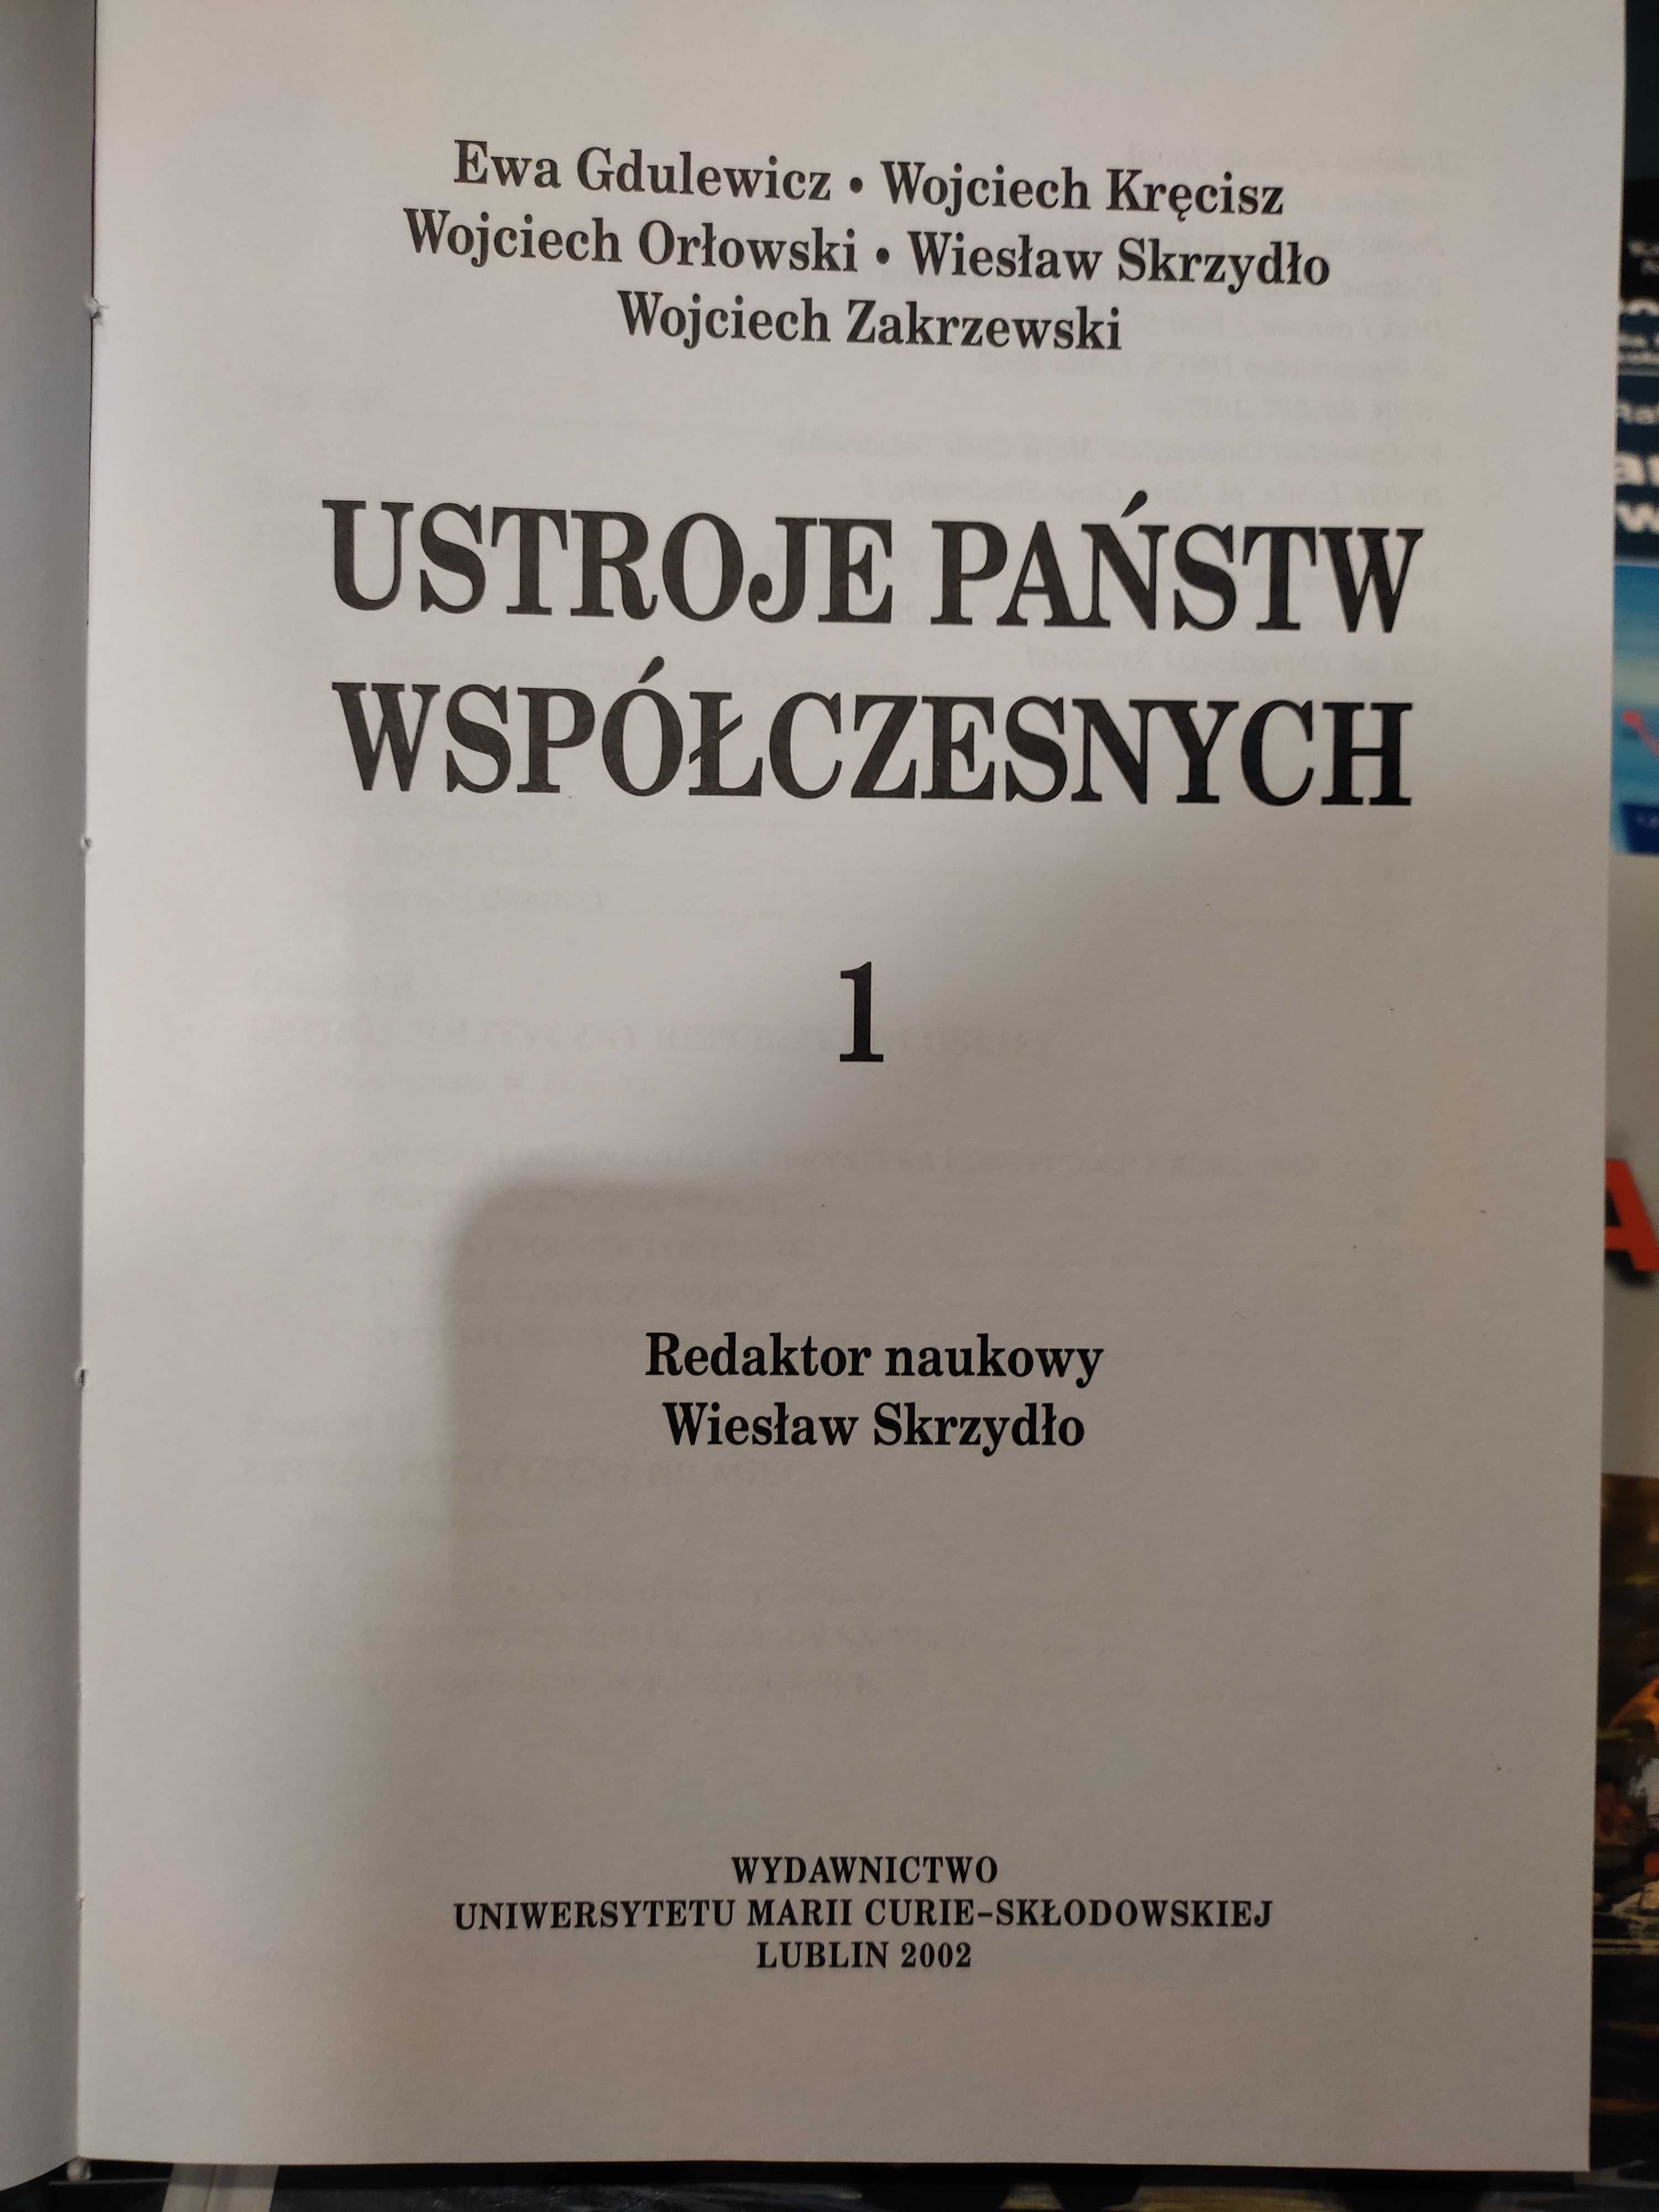 Ewa Gdulewicz • Wojciech Kręcisz
Wojciech Orłowski • Wiesław Skrzydło
Wojciech Zakrzewski
USTROJE PAŃSTW
WSPÓŁCZESNYCH
1
Redaktor naukowy
Wiesław Skrzydło
WYDAWNICTWO
UNIWERSYTETU MARII CURIE-SKŁODOWSKIEJ
LUBLIN 2002